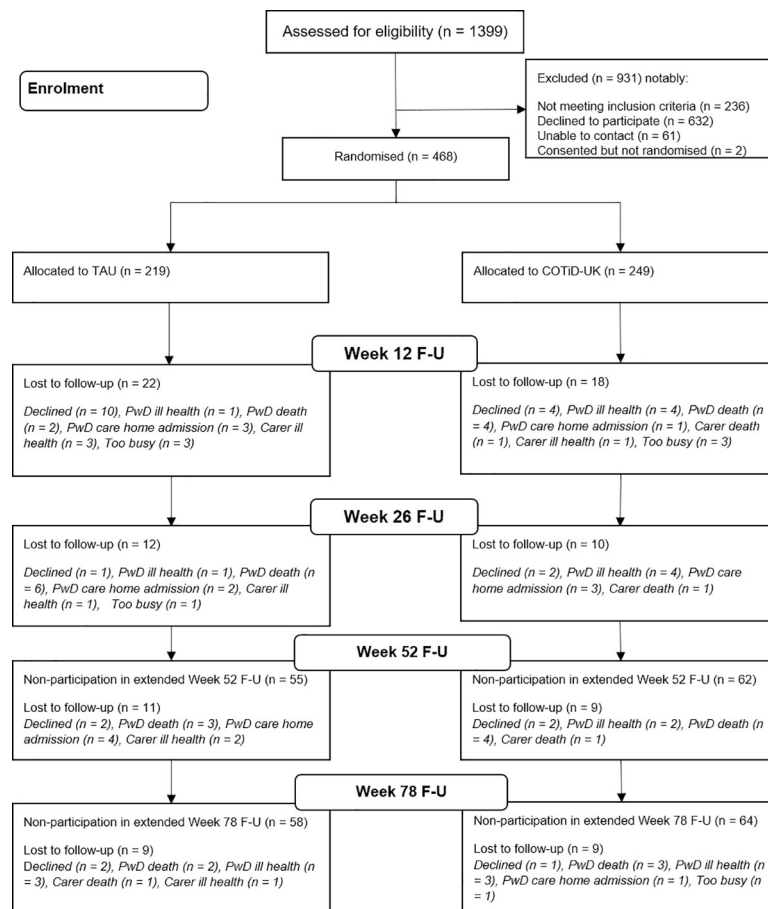 Assessed for eligibility (n = 1399)
Enrolment
Excluded (n = 931) notably:
Not meeting inclusion criteria (n = 236)
Declined to participate (n = 632)
Unable to contact (n = 61)
Consented but not randomised (n = 2)
Randomised (n = 468)
Allocated to TAU (n = 219)
Allocated to COTiD-UK (n = 249)
Week 12 F-U
Lost to follow-up (n = 22)
Declined (n = 10), PwD ill health (n = 1), PwD death
(n = 2), PwD care home admission (n = 3), Carer ill
health (n = 3), Too busy (n = 3)
Lost to follow-up (n = 18)
Declined (n = 4), PwD ill health (n = 4), PwD death (n
= 4), PwD care home admission (n = 1), Carer death
(n = 1), Carer ill health (n = 1), Too busy (n = 3)
Week 26 F-U
Lost to follow-up (n = 12)
Declined (n = 1), PwD ill health (n = 1), PwD death (n
= 6), PwD care home admission (n = 2), Carer ill
health (n = 1), Too busy (n = 1)
Lost to follow-up (n = 10)
Declined (n = 2), PwD ill health (n = 4), PwD care
home admission (n = 3), Carer death (n = 1)
Week 52 F-U
Non-participation in extended Week 52 F-U (n = 55)
Lost to follow-up (n = 11)
Declined (n = 2), PwD death (n = 3), PwD care home
admission (n = 4), Carer ill health (n = 2)
Non-participation in extended Week 52 F-U (n = 62)
Lost to follow-up (n = 9)
Declined (n = 2), PwD ill health (n = 2), PwD death (n
= 4), Carer death (n = 1)
Week 78 F-U
Non-participation in extended Week 78 F-U (n = 58)
Lost to follow-up (n = 9)
Declined (n = 2), PwD death (n = 2), PwD ill health (n
= 3), Carer death (n = 1), Carer ill health (n = 1)
Non-participation in extended Week 78 F-U (n = 64)
Lost to follow-up (n = 9)
Declined (n = 1), PwD death (n = 3), PwD ill health (n
= 3), PwD care home admission (n = 1), Too busy (n
= 1)